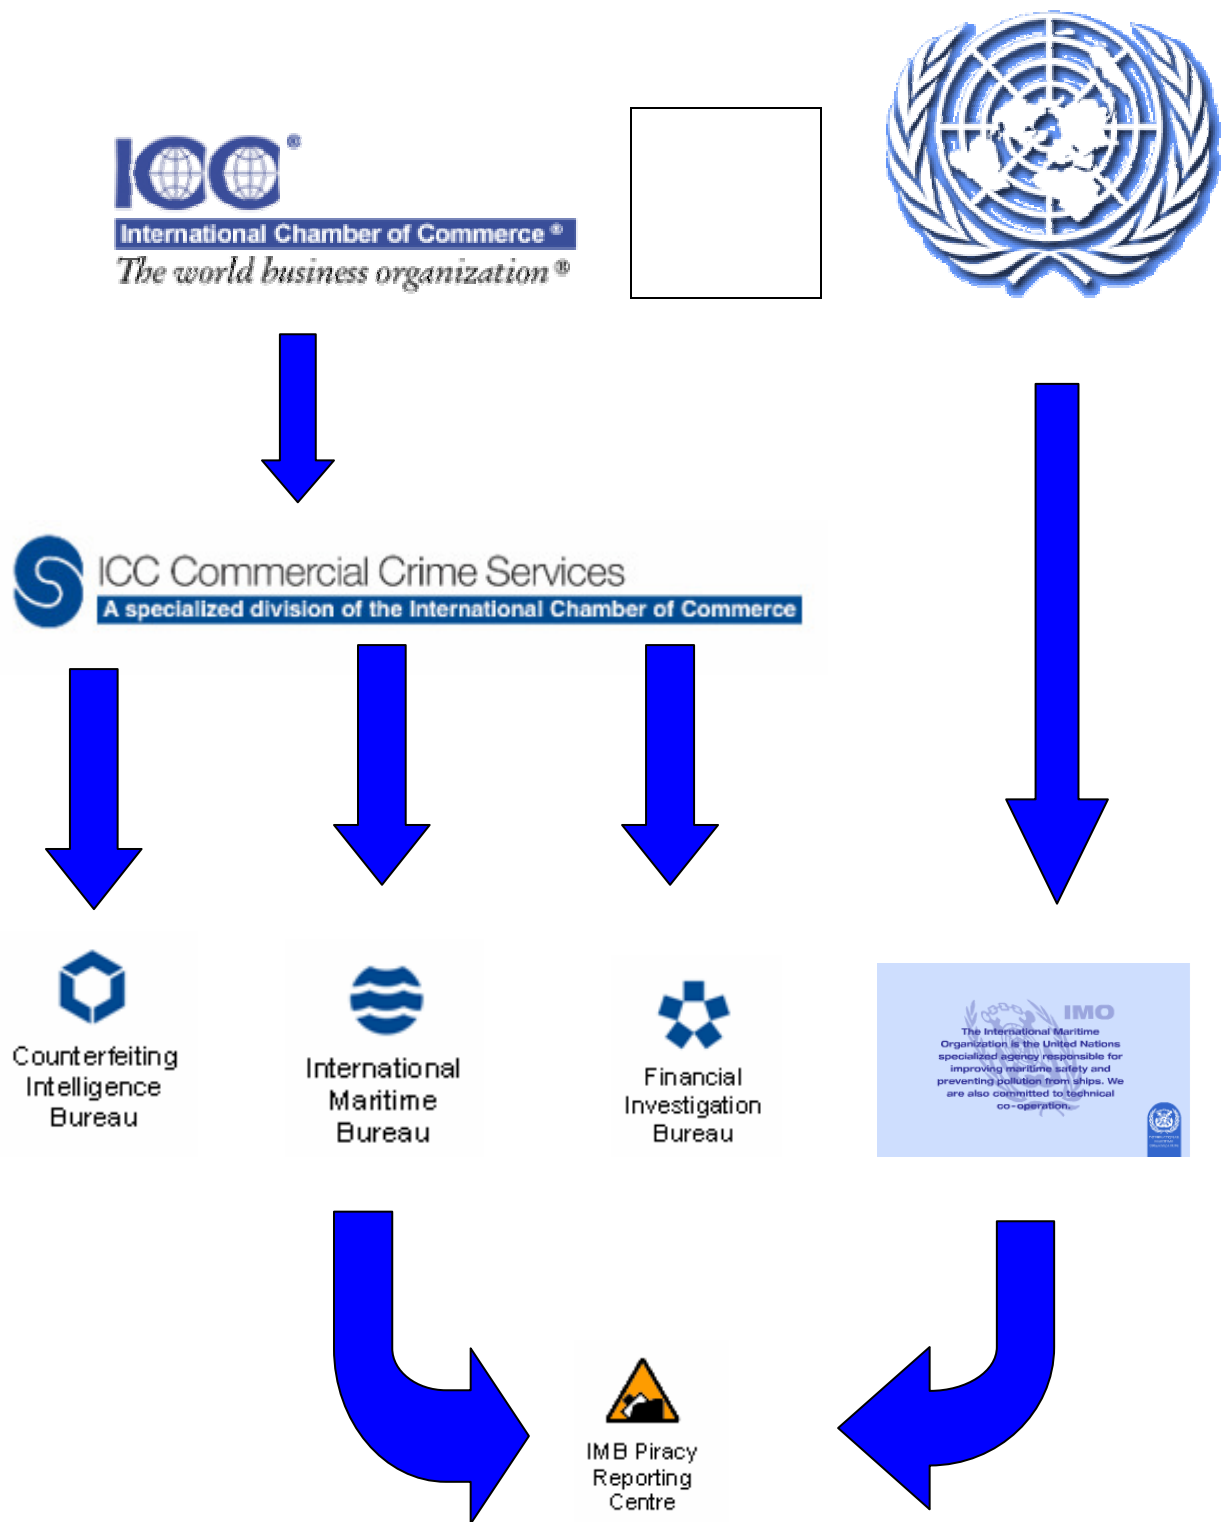 ICC®
International Chamber of Commerce®
The world business organization®
ICC Commercial Crime Services
A specialized division of the International Chamber of Commerce
Counterfeiting
Intelligence
Bureau
International
Maritime
Bureau
Financial
Investigation
Bureau
IMO
The International Maritime
Organization is the United Nations
specialized agency responsible for
improving maritime safety and
preventing pollution from ships. We
are also committed to technical
co-operation.
IMB Piracy
Reporting
Centre